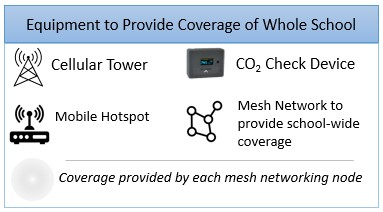 Equipment to Provide Coverage of Whole School
Cellular Tower
CO₂ Check Device
Mobile Hotspot
Mesh Network to
provide school-wide
coverage
Coverage provided by each mesh networking node